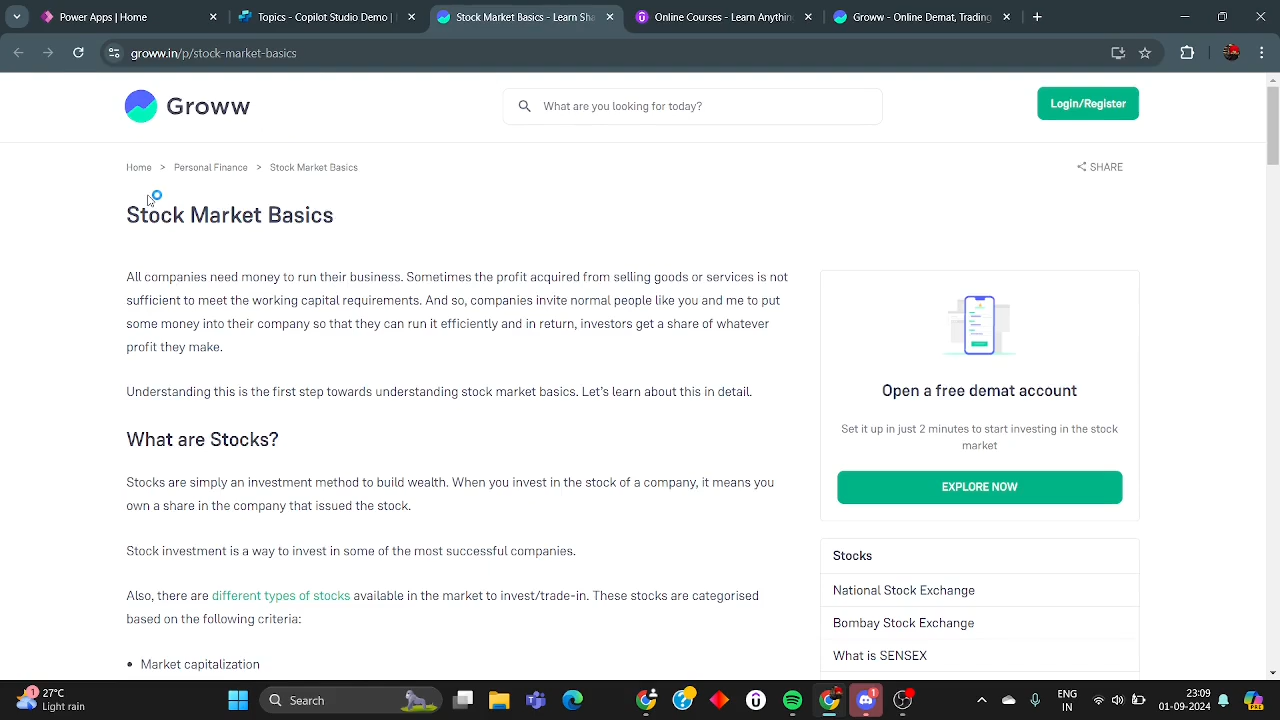 Power Apps | Home
Topics - Copilot Studio | De
Stock Market Basics - Learn Sha
Online Courses - Learn Anythin
Groww - Online Demat, Trading
groww.in/p/stock-market-basics
Groww
What are you looking for today?
Login/Register
Home > Personal Finance > Stock Market Basics
SHARE
Stock Market Basics
All companies need money to run their business. Sometimes the profit acquired from selling goods or services is not
sufficient to meet the working capital requirements. And so, companies invite normal people like you and me to put
some money into their company so that they can run it efficiently and in return, investors get a share of whatever
profit they make.
Understanding this is the first step towards understanding stock market basics. Let's learn about this in detail.
What are Stocks?
Stocks are simply an investment method to build wealth. When you invest in the stock of a company, it means you
own a share in the company that issued the stock.
Stock investment is a way to invest in some of the most successful companies.
Also, there are different types of stocks available in the market to invest/trade-in. These stocks are categorised
based on the following criteria:
• Market capitalization
Open a free demat account
Set it up in just 2 minutes to start investing in the stock
market
EXPLORE NOW
Stocks
National Stock Exchange
Bombay Stock Exchange
What is SENSEX
1
27°C
Light rain
Search
1
ENG
IN
23:09
01-09-2024